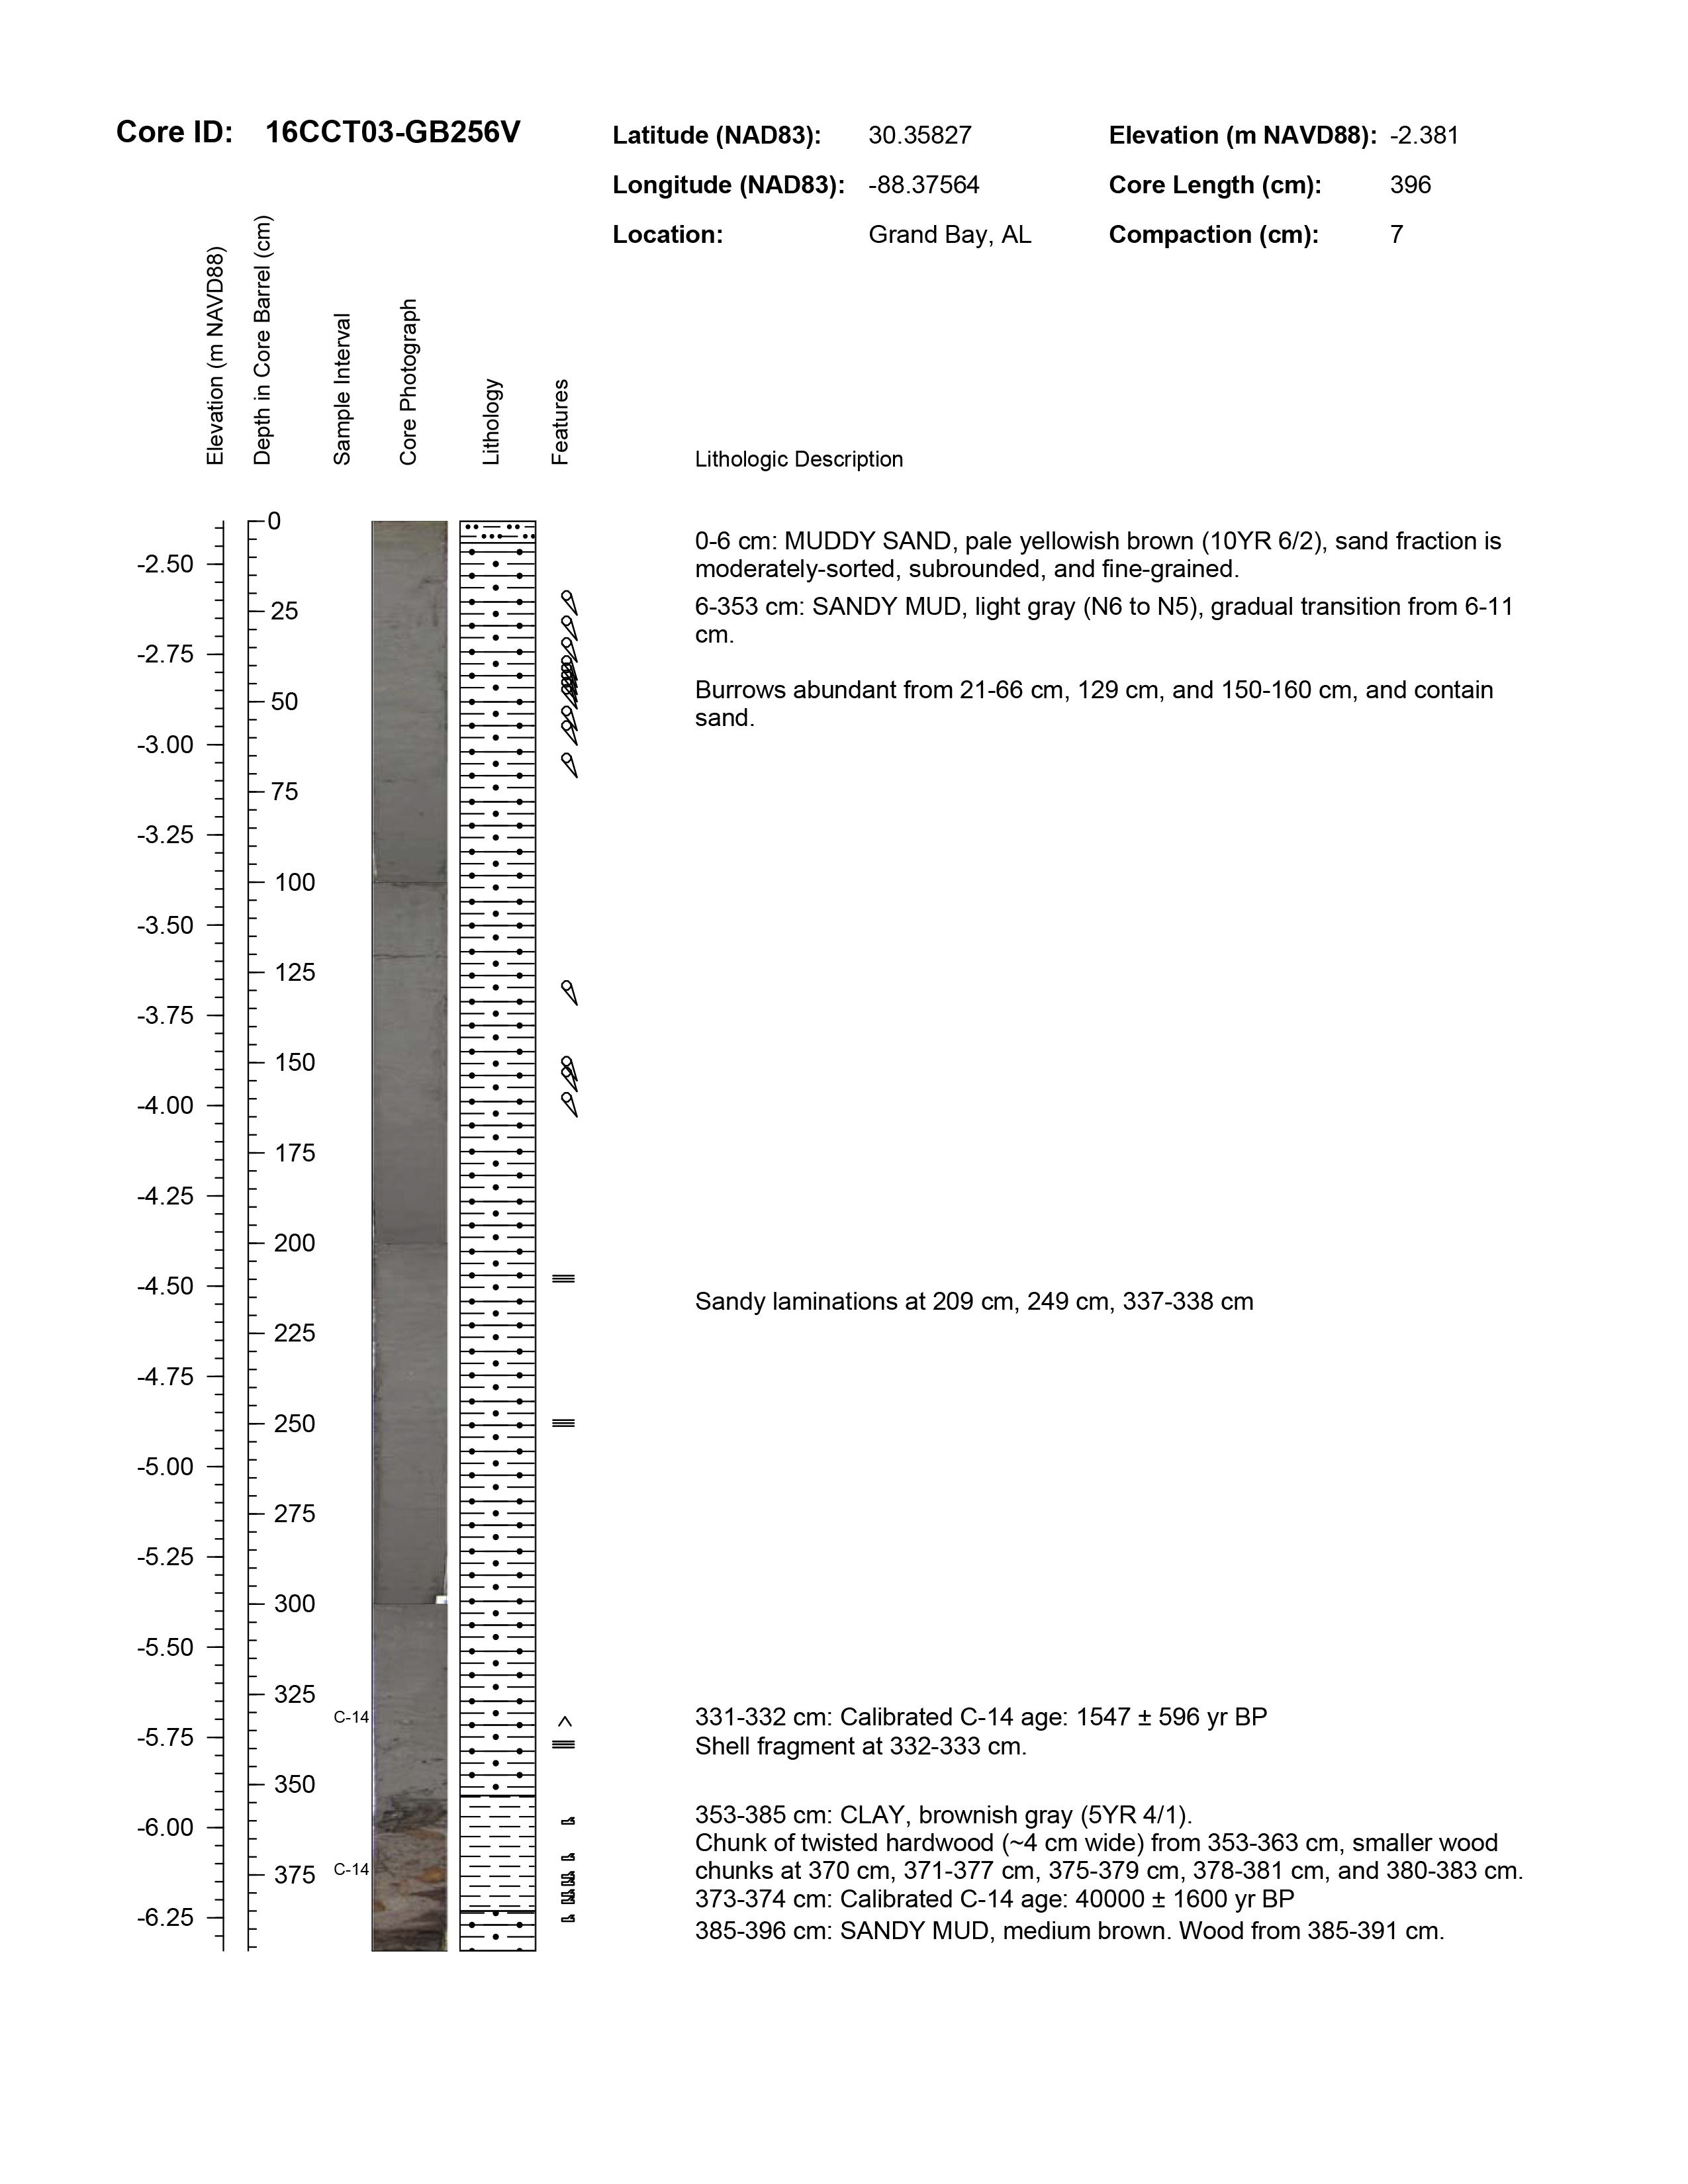 Core ID: 16CCT03-GB256V
Latitude (NAD83): 30.35827
Elevation (m NAVD88): -2.381
Longitude (NAD83): -88.37564
Core Length (cm): 396
Location: Grand Bay, AL
Compaction (cm): 7
Elevation (m NAVD88)
Depth in Core Barrel (cm)
Sample Interval
Core Photograph
Lithology
Features
Lithologic Description
0
-2.50
25
-2.75
50
-3.00
75
-3.25
100
-3.50
125
-3.75
150
-4.00
175
-4.25
200
-4.50
225
-4.75
250
-5.00
275
-5.25
300
-5.50
325
C-14
-5.75
350
-6.00
375
C-14
-6.25
0-6 cm: MUDDY SAND, pale yellowish brown (10YR 6/2), sand fraction is
moderately-sorted, subrounded, and fine-grained.
6-353 cm: SANDY MUD, light gray (N6 to N5), gradual transition from 6-11
cm.
Burrows abundant from 21-66 cm, 129 cm, and 150-160 cm, and contain
sand.
Sandy laminations at 209 cm, 249 cm, 337-338 cm
331-332 cm: Calibrated C-14 age: 1547 ± 596 yr BP
Shell fragment at 332-333 cm.
353-385 cm: CLAY, brownish gray (5YR 4/1).
Chunk of twisted hardwood (~4 cm wide) from 353-363 cm, smaller wood
chunks at 370 cm, 371-377 cm, 375-379 cm, 378-381 cm, and 380-383 cm.
373-374 cm: Calibrated C-14 age: 40000 ± 1600 yr BP
385-396 cm: SANDY MUD, medium brown. Wood from 385-391 cm.